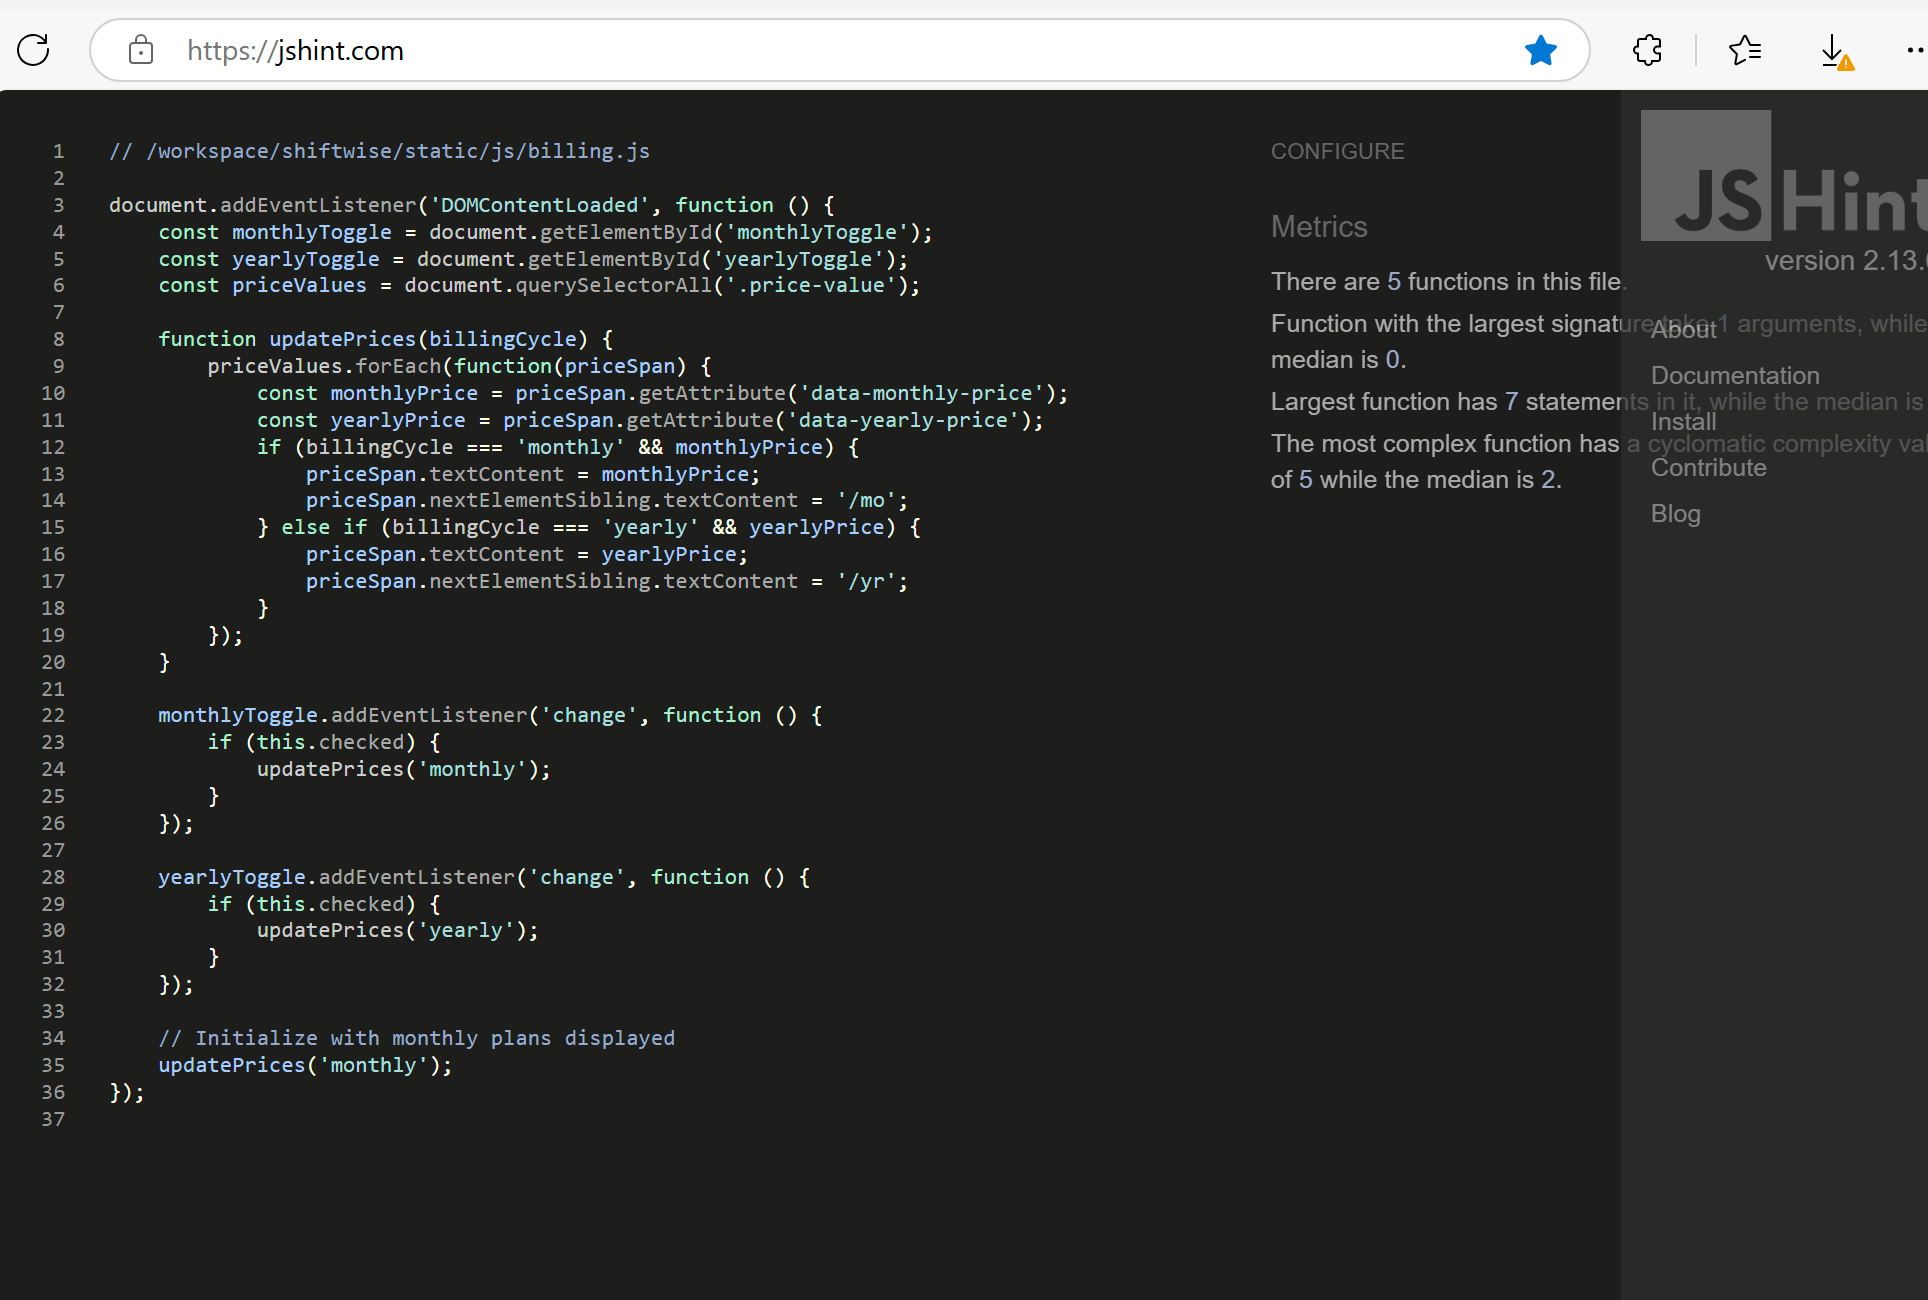 https://jshint.com
1 // /workspace/shiftwise/static/js/billing.js
2
3 document.addEventListener('DOMContentLoaded', function () {
4     const monthlyToggle = document.getElementById('monthlyToggle');
5     const yearlyToggle = document.getElementById('yearlyToggle');
6     const priceValues = document.querySelectorAll('.price-value');
7
8     function updatePrices(billingCycle) {
9         priceValues.forEach(function(priceSpan) {
10             const monthlyPrice = priceSpan.getAttribute('data-monthly-price');
11             const yearlyPrice = priceSpan.getAttribute('data-yearly-price');
12             if (billingCycle === 'monthly' && monthlyPrice) {
13                 priceSpan.textContent = monthlyPrice;
14                 priceSpan.nextElementSibling.textContent = '/mo';
15             } else if (billingCycle === 'yearly' && yearlyPrice) {
16                 priceSpan.textContent = yearlyPrice;
17                 priceSpan.nextElementSibling.textContent = '/yr';
18             }
19         });
20     }
21
22     monthlyToggle.addEventListener('change', function () {
23         if (this.checked) {
24             updatePrices('monthly');
25         }
26     });
27
28     yearlyToggle.addEventListener('change', function () {
29         if (this.checked) {
30             updatePrices('yearly');
31         }
32     });
33
34     // Initialize with monthly plans displayed
35     updatePrices('monthly');
36 });
37
CONFIGURE
Metrics
There are 5 functions in this file.
Function with the largest signature take 1 arguments, while
median is 0.
Largest function has 7 statements in it, while the median is
The most complex function has a cyclomatic complexity val
of 5 while the median is 2.
JSHint
version 2.13.
About
Documentation
Install
Contribute
Blog